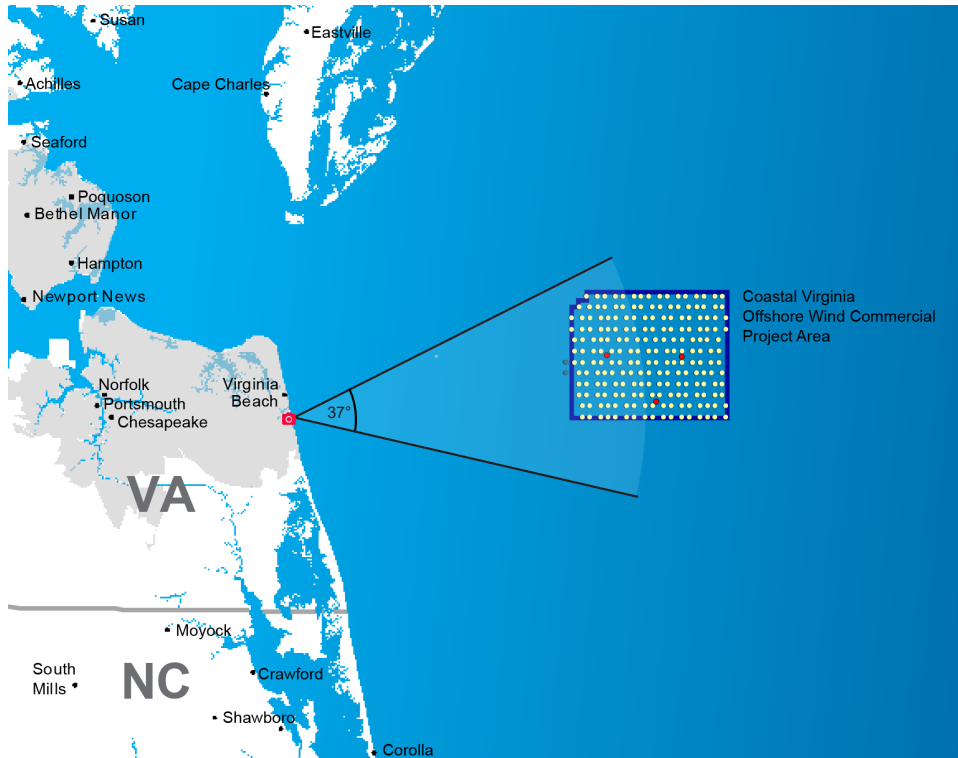 Susan
Eastville
Achilles
Cape Charles
Seaford
Poquoson
Bethel Manor
Hampton
Newport News
Coastal Virginia
Offshore Wind Commercial
Project Area
Norfolk
Virginia
Beach
Portsmouth
37°
Chesapeake
VA
Moyock
South
Mills
NC
Crawford
Shawboro
Corolla